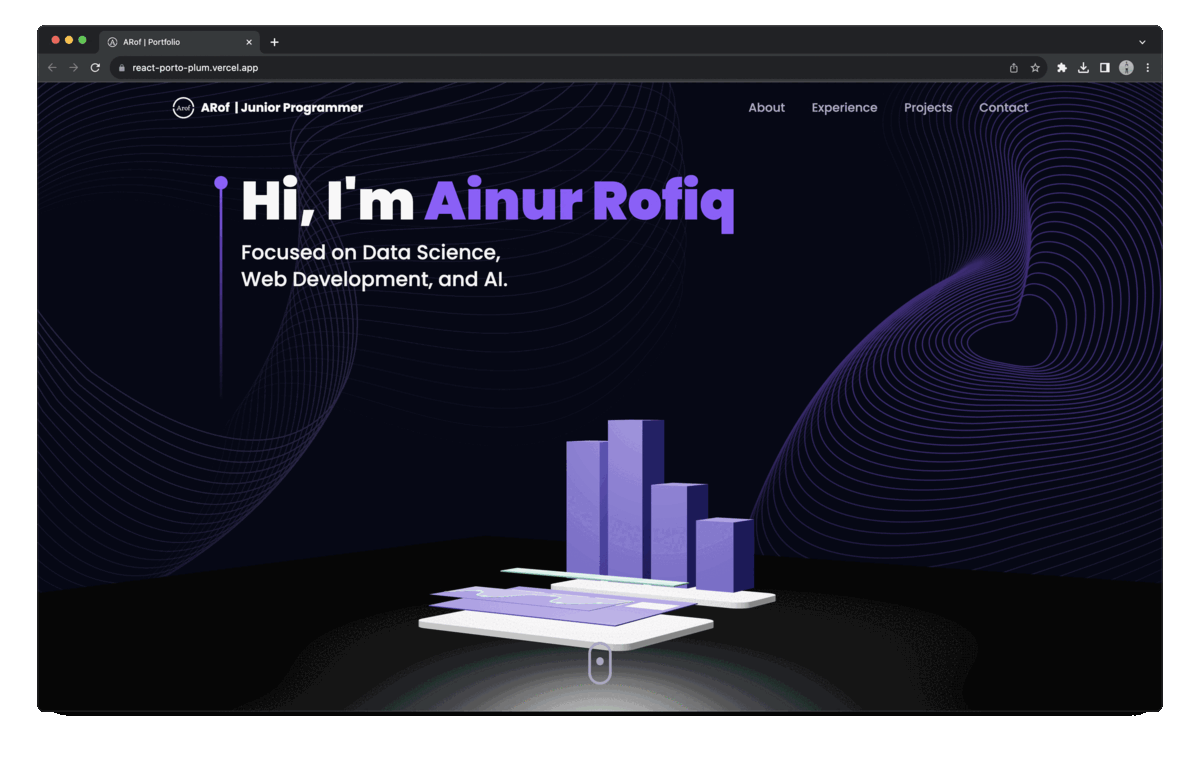 ARof | Portfolio
react-porto-plum.vercel.app
Arof
ARof | Junior Programmer
About
Experience
Projects
Contact
Hi, I'm Ainur Rofiq
Focused on Data Science,
Web Development, and AI.